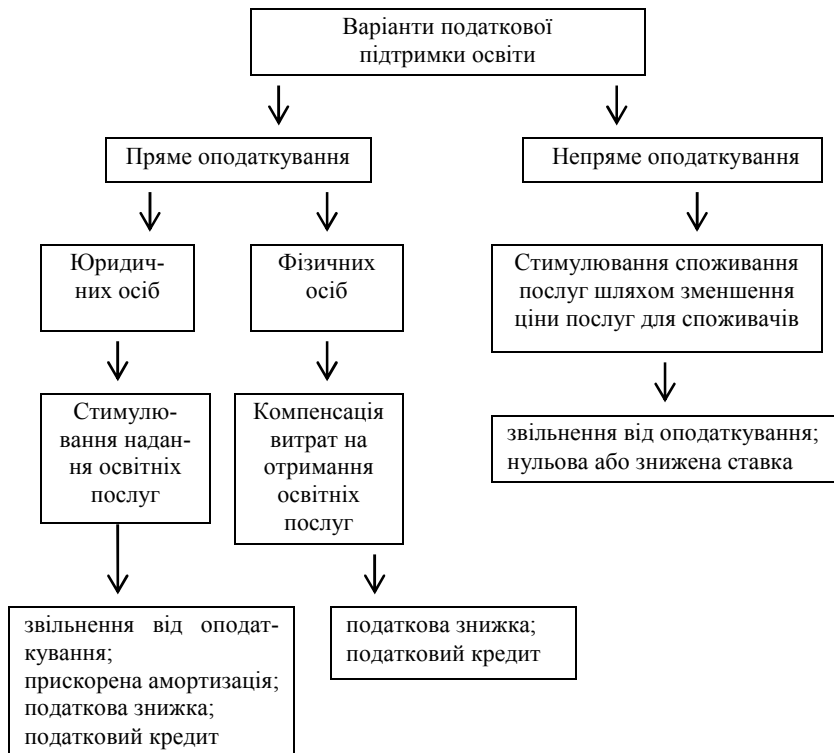 Варіанти податкової
підтримки освіти
Пряме оподаткування
Непряме оподаткування
Юридич-
них осіб
Фізичних
осіб
Стимулювання споживання
послуг шляхом зменшення
ціни послуг для споживачів
Стимулю-
вання надан-
ня освітніх
послуг
Компенсація
витрат на
отримання
освітніх
послуг
звільнення від оподаткування;
нульова або знижена ставка
звільнення від оподат-
кування;
прискорена амортизація;
податкова знижка;
податковий кредит
податкова знижка;
податковий кредит